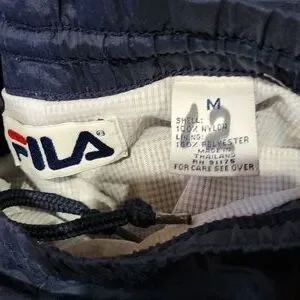 FILA
M
SHELL:
100% NYLON
LINING:
100% POLYESTER
MADE IN
THAILAND
RN 91175
FOR CARE SEE OVER